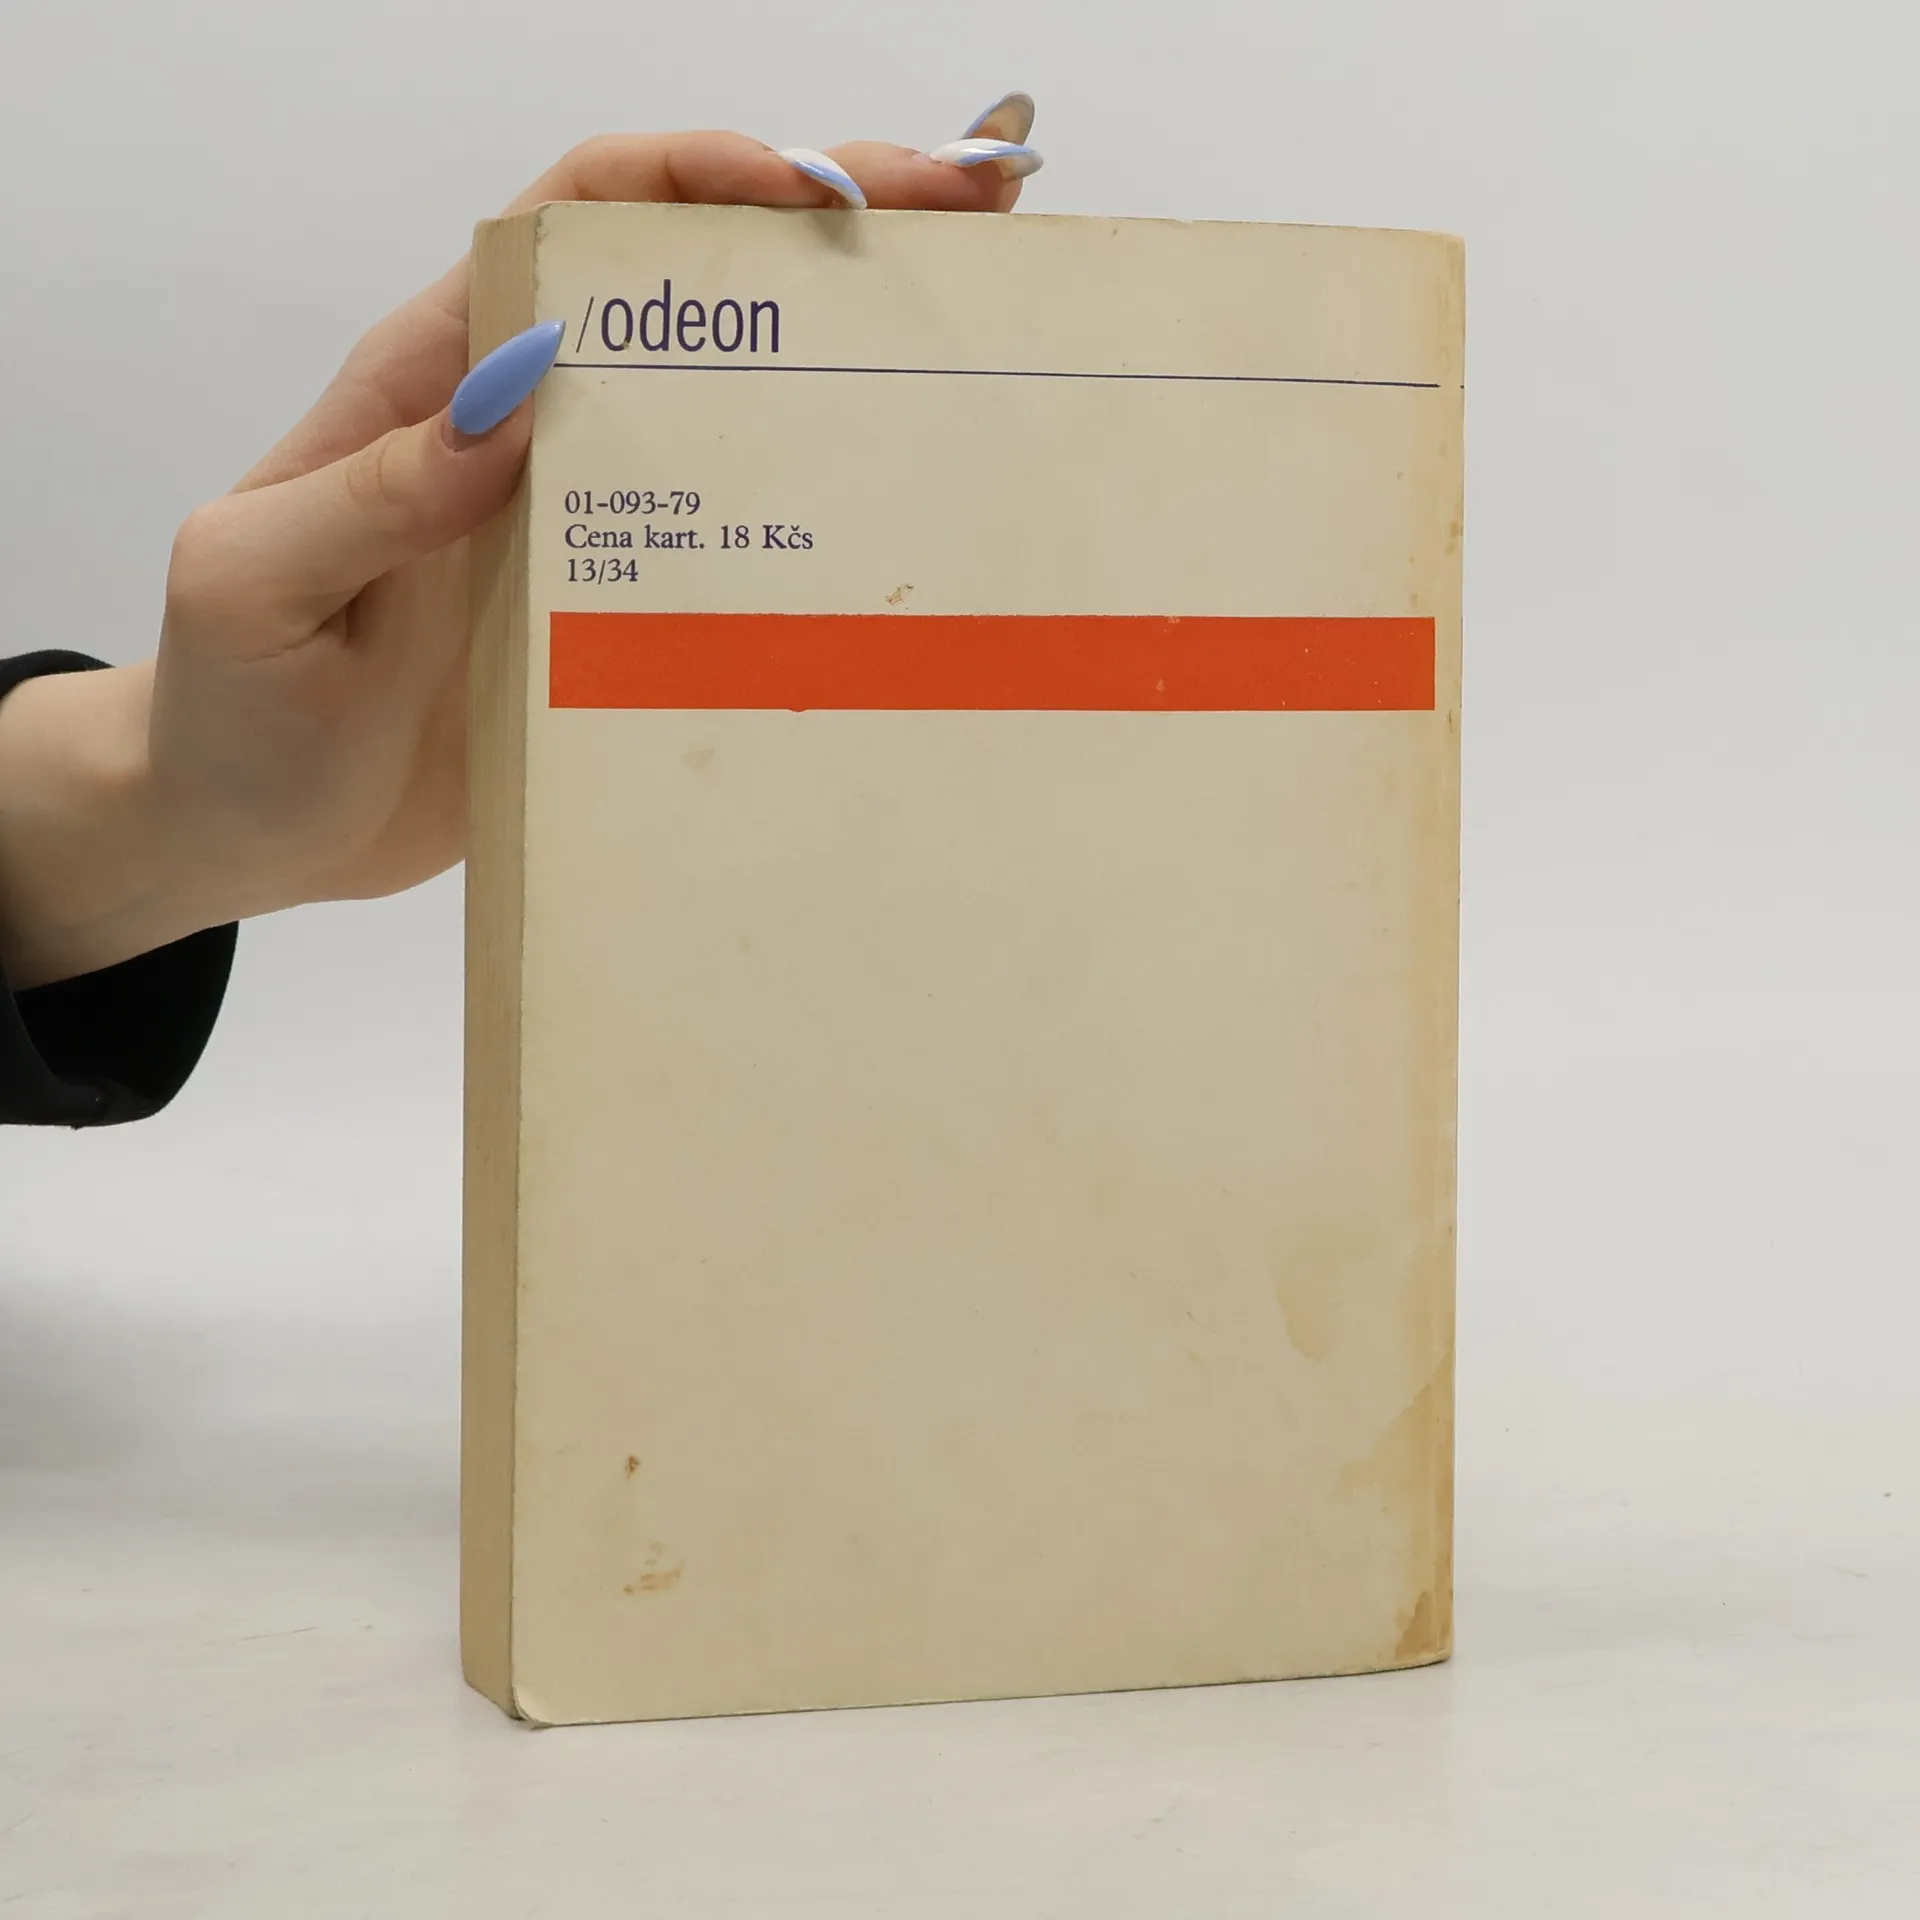 /odeon
01-093-79
Cena kart. 18 Kčs
13/34